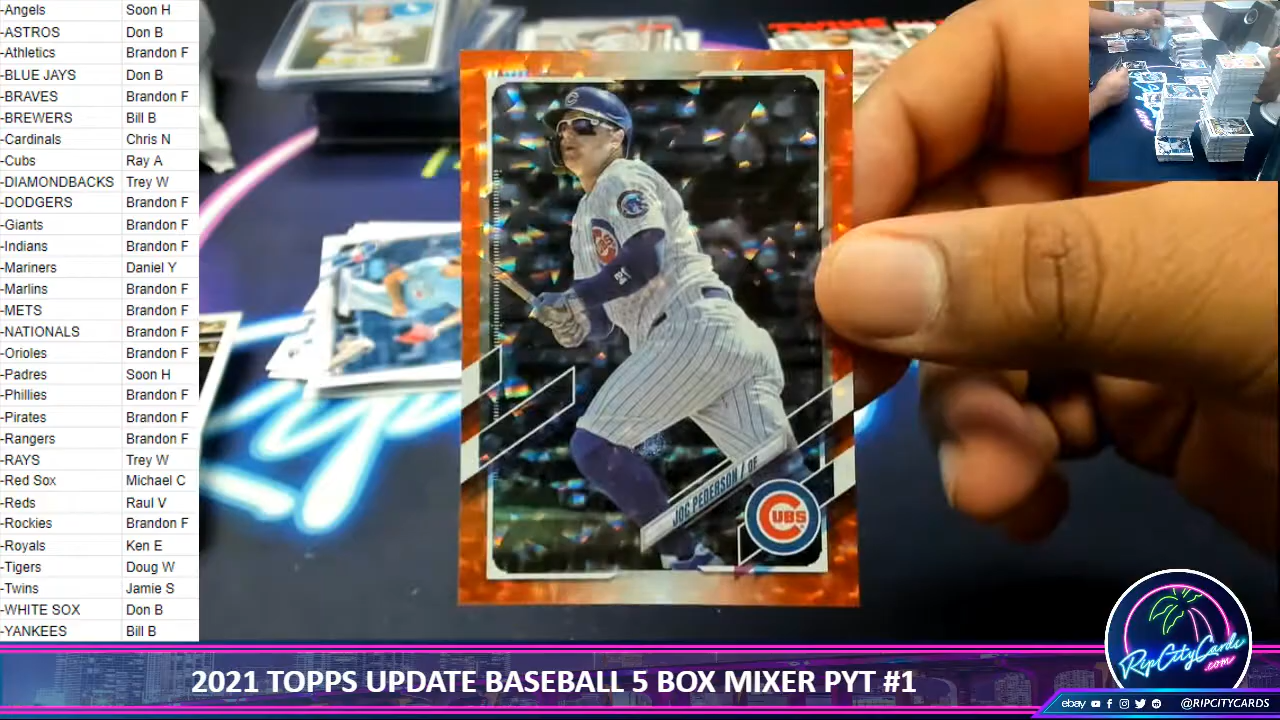 -Angels Soon H
-ASTROS Don B
-Athletics Brandon F
-BLUE JAYS Don B
-BRAVES Brandon F
-BREWERS Bill B
-Cardinals Chris N
-Cubs Ray A
-DIAMONDBACKS Trey W
-DODGERS Brandon F
-Giants Brandon F
-Indians Brandon F
-Mariners Daniel Y
-Marlins Brandon F
-METS Brandon F
-NATIONALS Brandon F
-Orioles Brandon F
-Padres Soon H
-Phillies Brandon F
-Pirates Brandon F
-Rangers Brandon F
-RAYS Trey W
-Red Sox Michael C
-Reds Raul V
-Rockies Brandon F
-Royals Ken E
-Tigers Doug W
-Twins Jamie S
-WHITE SOX Don B
-YANKEES Bill B
JOC PEDERSON / OF
CUBS
RipCityCards
.com
2021 TOPPS UPDATE BASEBALL 5 BOX MIXER PYT #1
ebay @RIPCITYCARDS